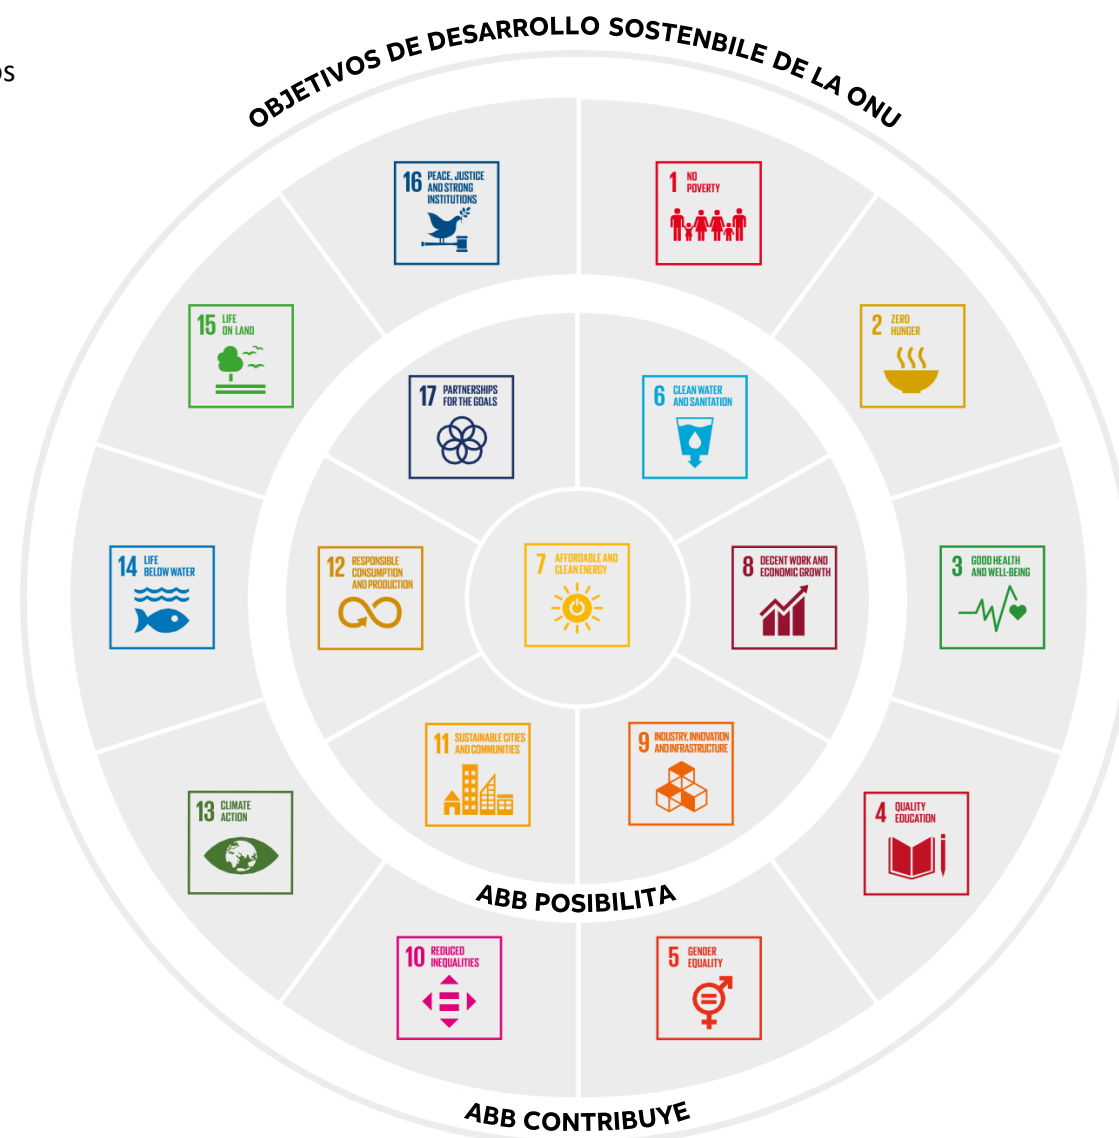 OS
OBJETIVOS DE DESARROLLO SOSTENBILE DE LA ONU
16 PEACE, JUSTICE
AND STRONG
INSTITUTIONS
1 NO
POVERTY
15 LIFE
ON LAND
2 ZERO
HUNGER
17 PARTNERSHIPS
FOR THE GOALS
6 CLEAN WATER
AND SANITATION
14 LIFE
BELOW WATER
12 RESPONSIBLE
CONSUMPTION
AND PRODUCTION
7 AFFORDABLE AND
CLEAN ENERGY
8 DECENT WORK AND
ECONOMIC GROWTH
3 GOOD HEALTH
AND WELL-BEING
11 SUSTAINABLE CITIES
AND COMMUNITIES
9 INDUSTRY, INNOVATION
AND INFRASTRUCTURE
13 CLIMATE
ACTION
4 QUALITY
EDUCATION
ABB POSIBILITA
10 REDUCED
INEQUALITIES
5 GENDER
EQUALITY
ABB CONTRIBUYE